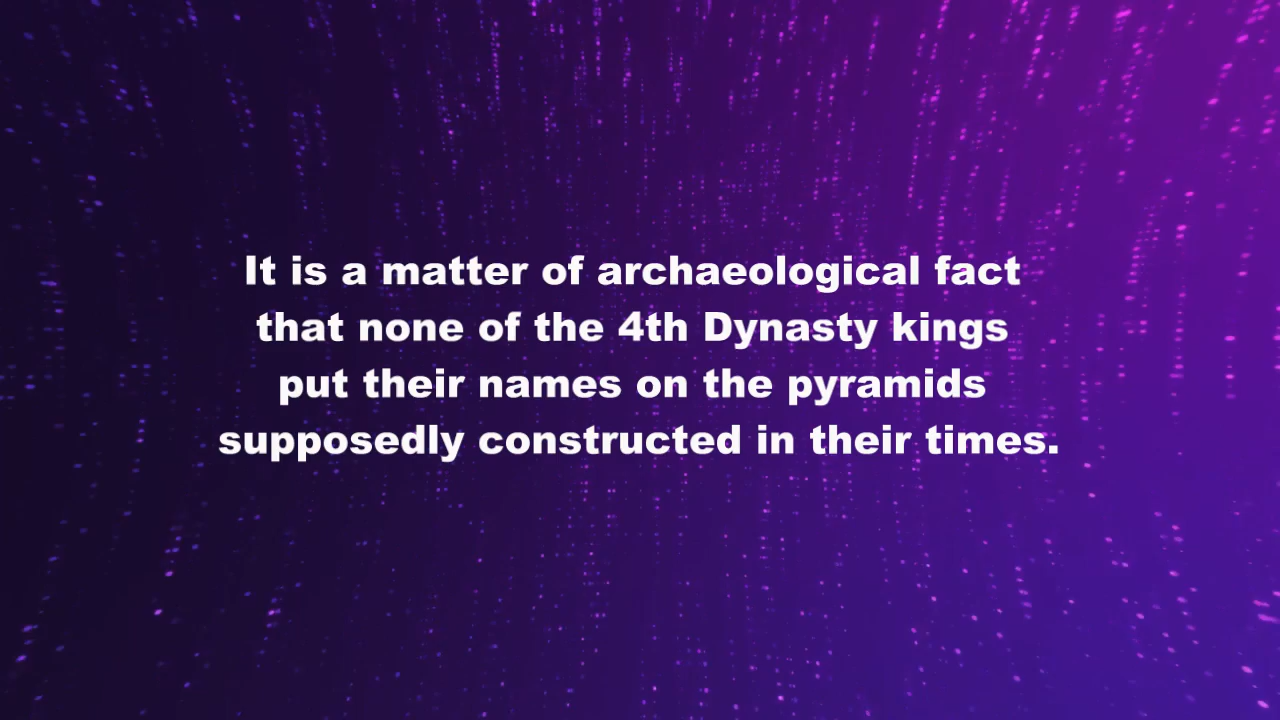 It is a matter of archaeological fact
that none of the 4th Dynasty kings
put their names on the pyramids
supposedly constructed in their times.